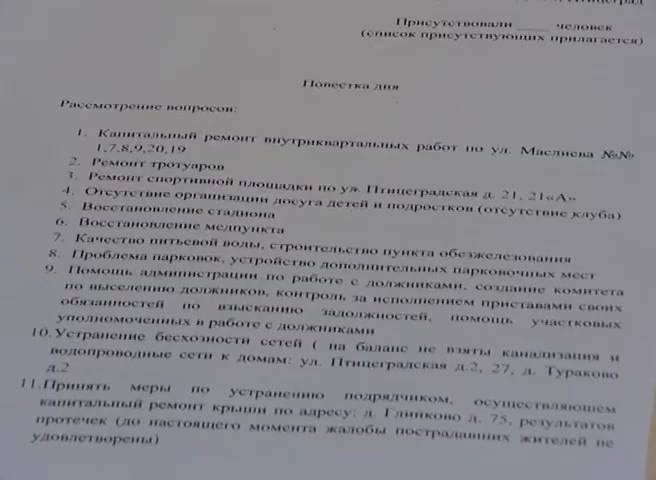 Птицеград
Присутствовали_____ человек
(список присутствующих прилагается)
Повестка дня
Рассмотрение вопросов:
1. Капитальный ремонт внутриквартальных работ по ул. Маслиева №№
1,7,8,9,20,19
2. Ремонт тротуаров
3. Ремонт спортивной площадки по ул. Птицеградская д. 21, 21«А»
4. Отсутствие организации досуга детей и подростков (отсутствие клуба)
5. Восстановление стадиона
6. Восстановление медпункта
7. Качество питьевой воды, строительство пункта обезжелезования
8. Проблема парковок, устройство дополнительных парковочных мест
9. Помощь администрации по работе с должниками, создание комитета
по выселению должников, контроль за исполнением приставами своих
обязанностей по взысканию задолжностей, помощь участковых
уполномоченных в работе с должниками
10. Устранение бесхозности сетей ( на баланс не взяты канализация и
водопроводные сети к домам: ул. Птицеградская д.2, 27, д. Тураково
д.2
11. Принять меры по устранению подрядчиком, осуществляющем
капитальный ремонт крыши по адресу: д. Глинково д. 75, результатов
протечек (до настоящего момента жалобы пострадавших жителей не
удовлетворены)